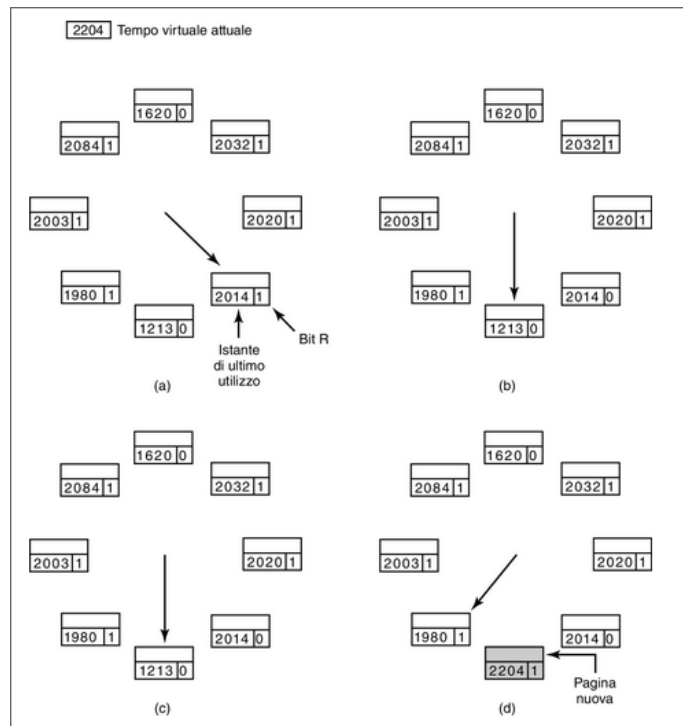 2204 Tempo virtuale attuale
1620 0
2084 1
2032 1
2003 1
2020 1
1980 1
2014 1
1213 0
Istante
di ultimo
utilizzo
Bit R
(a)
1620 0
2084 1
2032 1
2003 1
2020 1
1980 1
2014 0
1213 0
(b)
1620 0
2084 1
2032 1
2003 1
2020 1
1980 1
2014 0
1213 0
(c)
1620 0
2084 1
2032 1
2003 1
2020 1
1980 1
2014 0
2204 1
Pagina
nuova
(d)